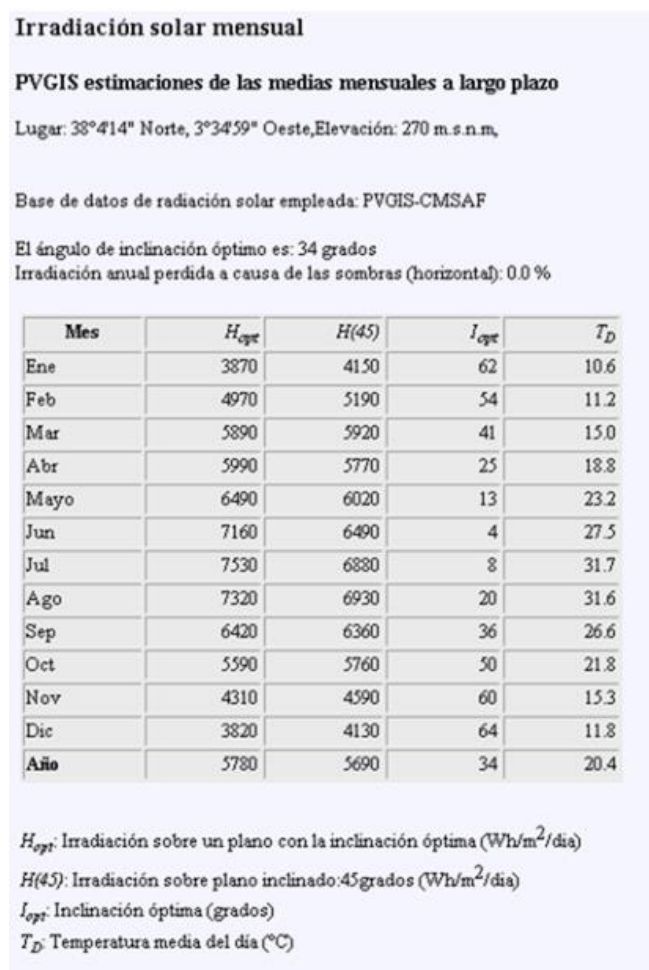 Irradiación solar mensual
PVGIS estimaciones de las medias mensuales a largo plazo
Lugar: 38°4'14" Norte, 3°34'59" Oeste,Elevación: 270 m.s.n.m,
Base de datos de radiación solar empleada: PVGIS-CMSAF
El ángulo de inclinación óptimo es: 34 grados
Irradiación anual perdida a causa de las sombras (horizontal): 0.0 %
Mes Hopt H(45) Iopt TD
Ene 3870 4150 62 10.6
Feb 4970 5190 54 11.2
Mar 5890 5920 41 15.0
Abr 5990 5770 25 18.8
Mayo 6490 6020 13 23.2
Jun 7160 6490 4 27.5
Jul 7530 6880 8 31.7
Ago 7320 6930 20 31.6
Sep 6420 6360 36 26.6
Oct 5590 5760 50 21.8
Nov 4310 4590 60 15.3
Dic 3820 4130 64 11.8
Año 5780 5690 34 20.4
Hopt: Irradiación sobre un plano con la inclinación óptima (Wh/m2/dia)
H(45): Irradiación sobre plano inclinado:45grados (Wh/m2/dia)
Iopt: Inclinación óptima (grados)
TD: Temperatura media del día (°C)